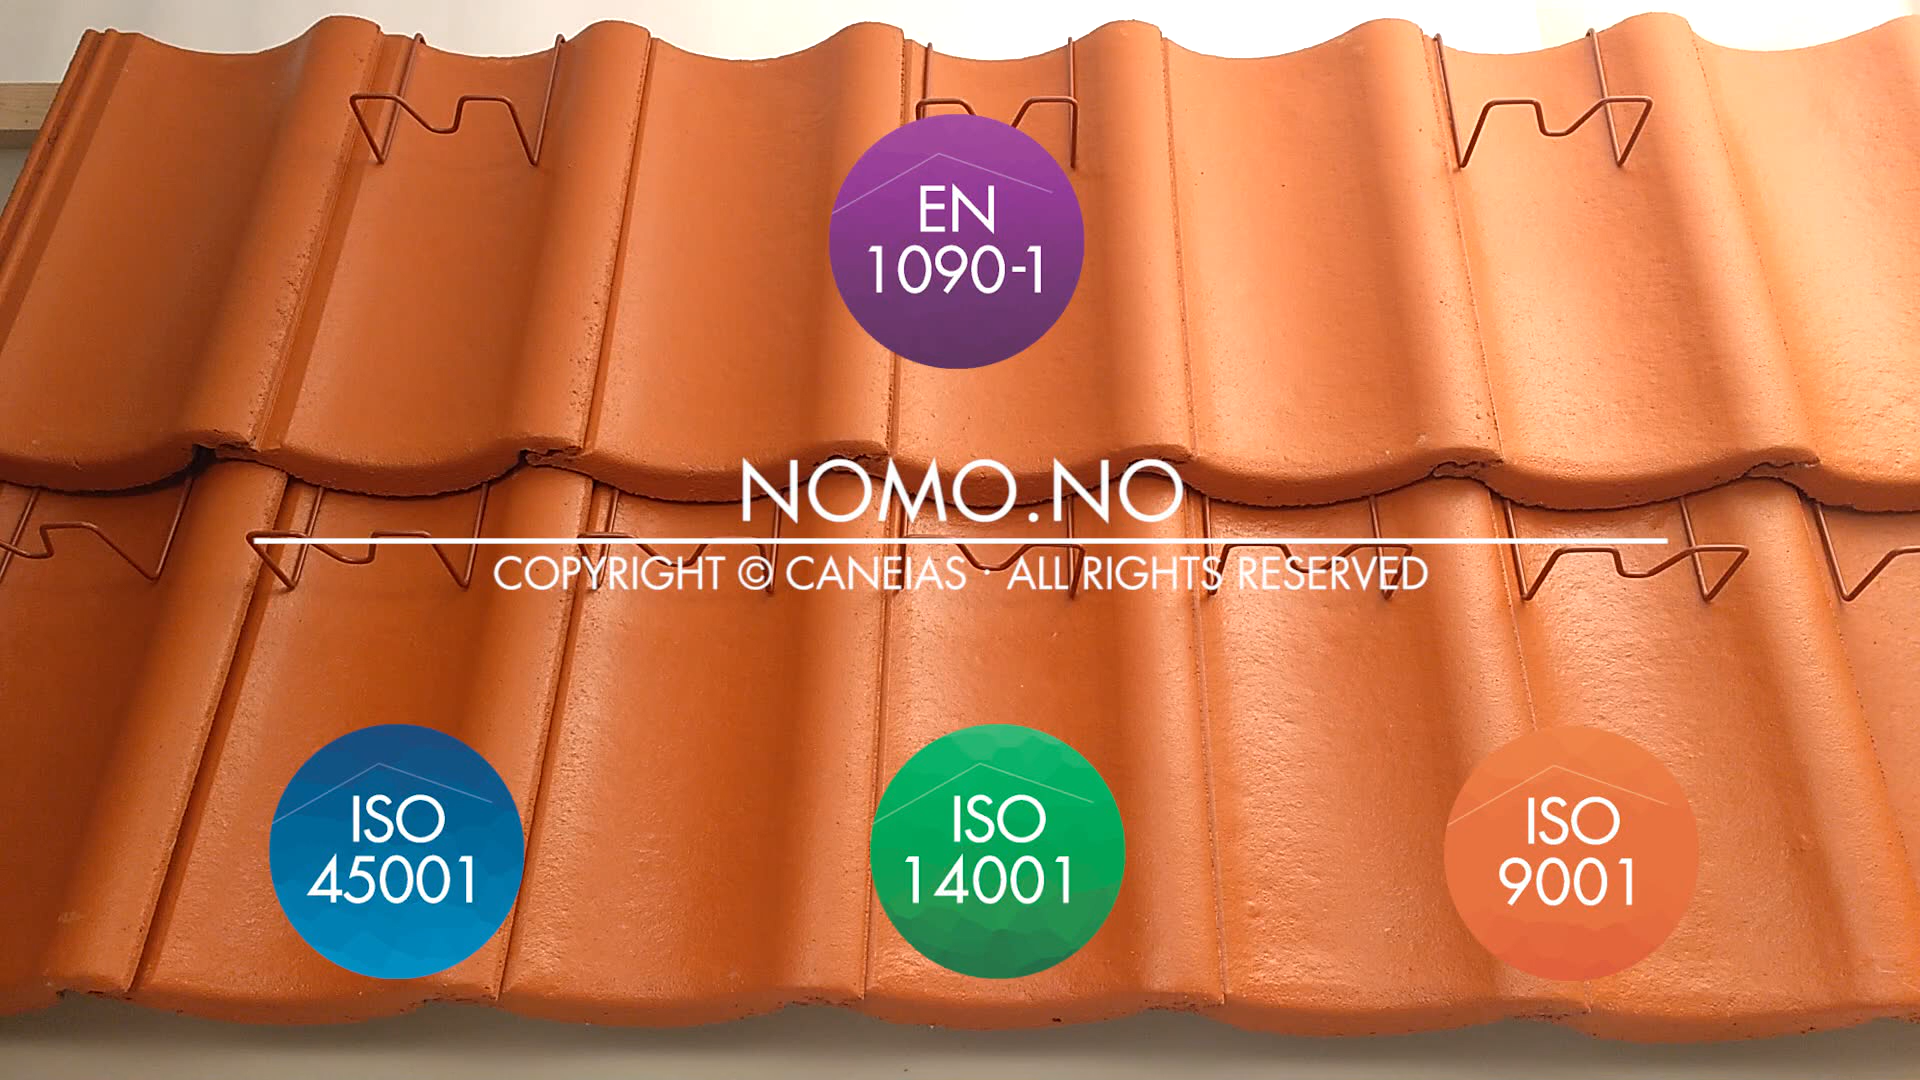 EN
1090-1
NOMO.NO
COPYRIGHT © CANEIAS · ALL RIGHTS RESERVED
ISO
45001
ISO
14001
ISO
9001